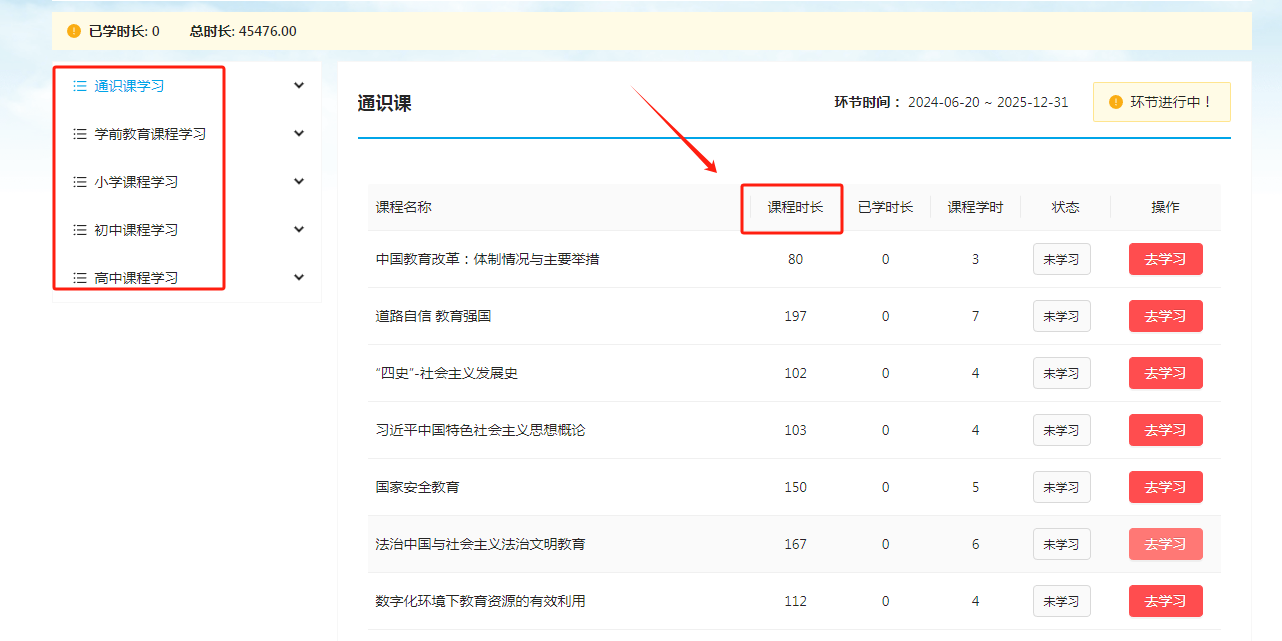 已学时长: 0 总时长: 45476.00
通识课学习
学前教育课程学习
小学课程学习
初中课程学习
高中课程学习
通识课 环节时间： 2024-06-20 ~ 2025-12-31 环节进行中！
课程名称 课程时长 已学时长 课程学时 状态 操作
中国教育改革：体制情况与主要举措 80 0 3 未学习 去学习
道路自信 教育强国 197 0 7 未学习 去学习
“四史”-社会主义发展史 102 0 4 未学习 去学习
习近平中国特色社会主义思想概论 103 0 4 未学习 去学习
国家安全教育 150 0 5 未学习 去学习
法治中国与社会主义法治文明教育 167 0 6 未学习 去学习
数字化环境下教育资源的有效利用 112 0 4 未学习 去学习